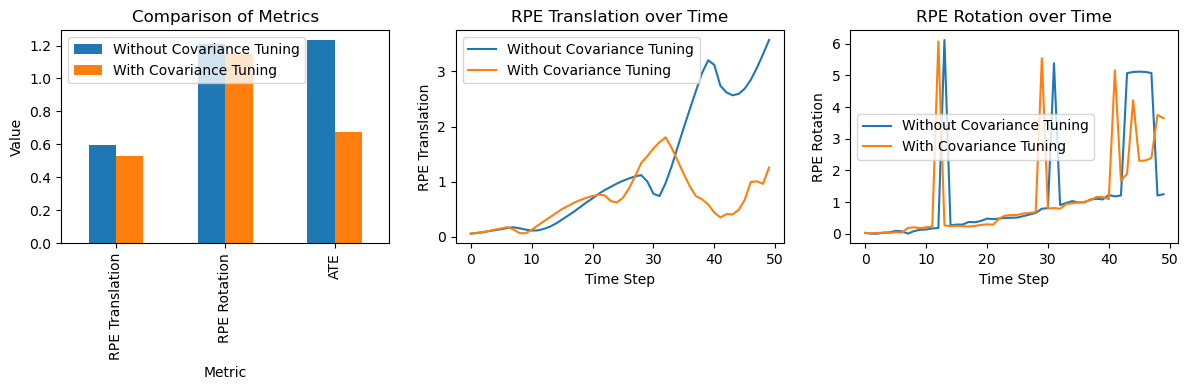 Comparison of Metrics
Without Covariance Tuning
With Covariance Tuning
Value
1.2
1.0
0.8
0.6
0.4
0.2
0.0
RPE Translation
RPE Rotation
ATE
Metric
RPE Translation over Time
Without Covariance Tuning
With Covariance Tuning
RPE Translation
3
2
1
0
0 10 20 30 40 50
Time Step
RPE Rotation over Time
Without Covariance Tuning
With Covariance Tuning
RPE Rotation
6
5
4
3
2
1
0
0 10 20 30 40 50
Time Step